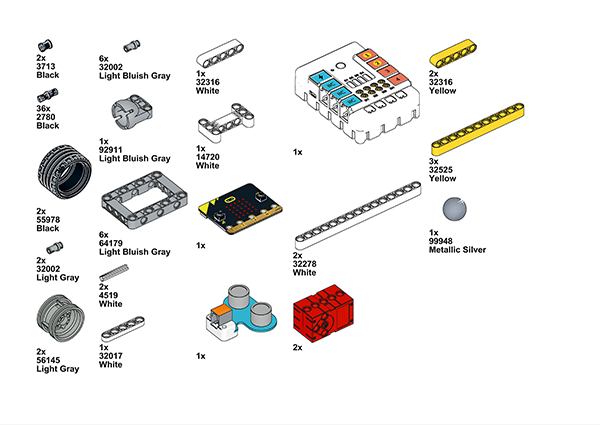 2x
3713
Black
36x
2780
Black
2x
55978
Black
2x
32002
Light Gray
2x
56145
Light Gray
6x
32002
Light Bluish Gray
1x
92911
Light Bluish Gray
6x
64179
Light Bluish Gray
2x
4519
White
1x
32017
White
1x
32316
White
1x
14720
White
1x
1x
1x
2x
32278
White
2x
2x
32316
Yellow
3x
32525
Yellow
1x
99948
Metallic Silver